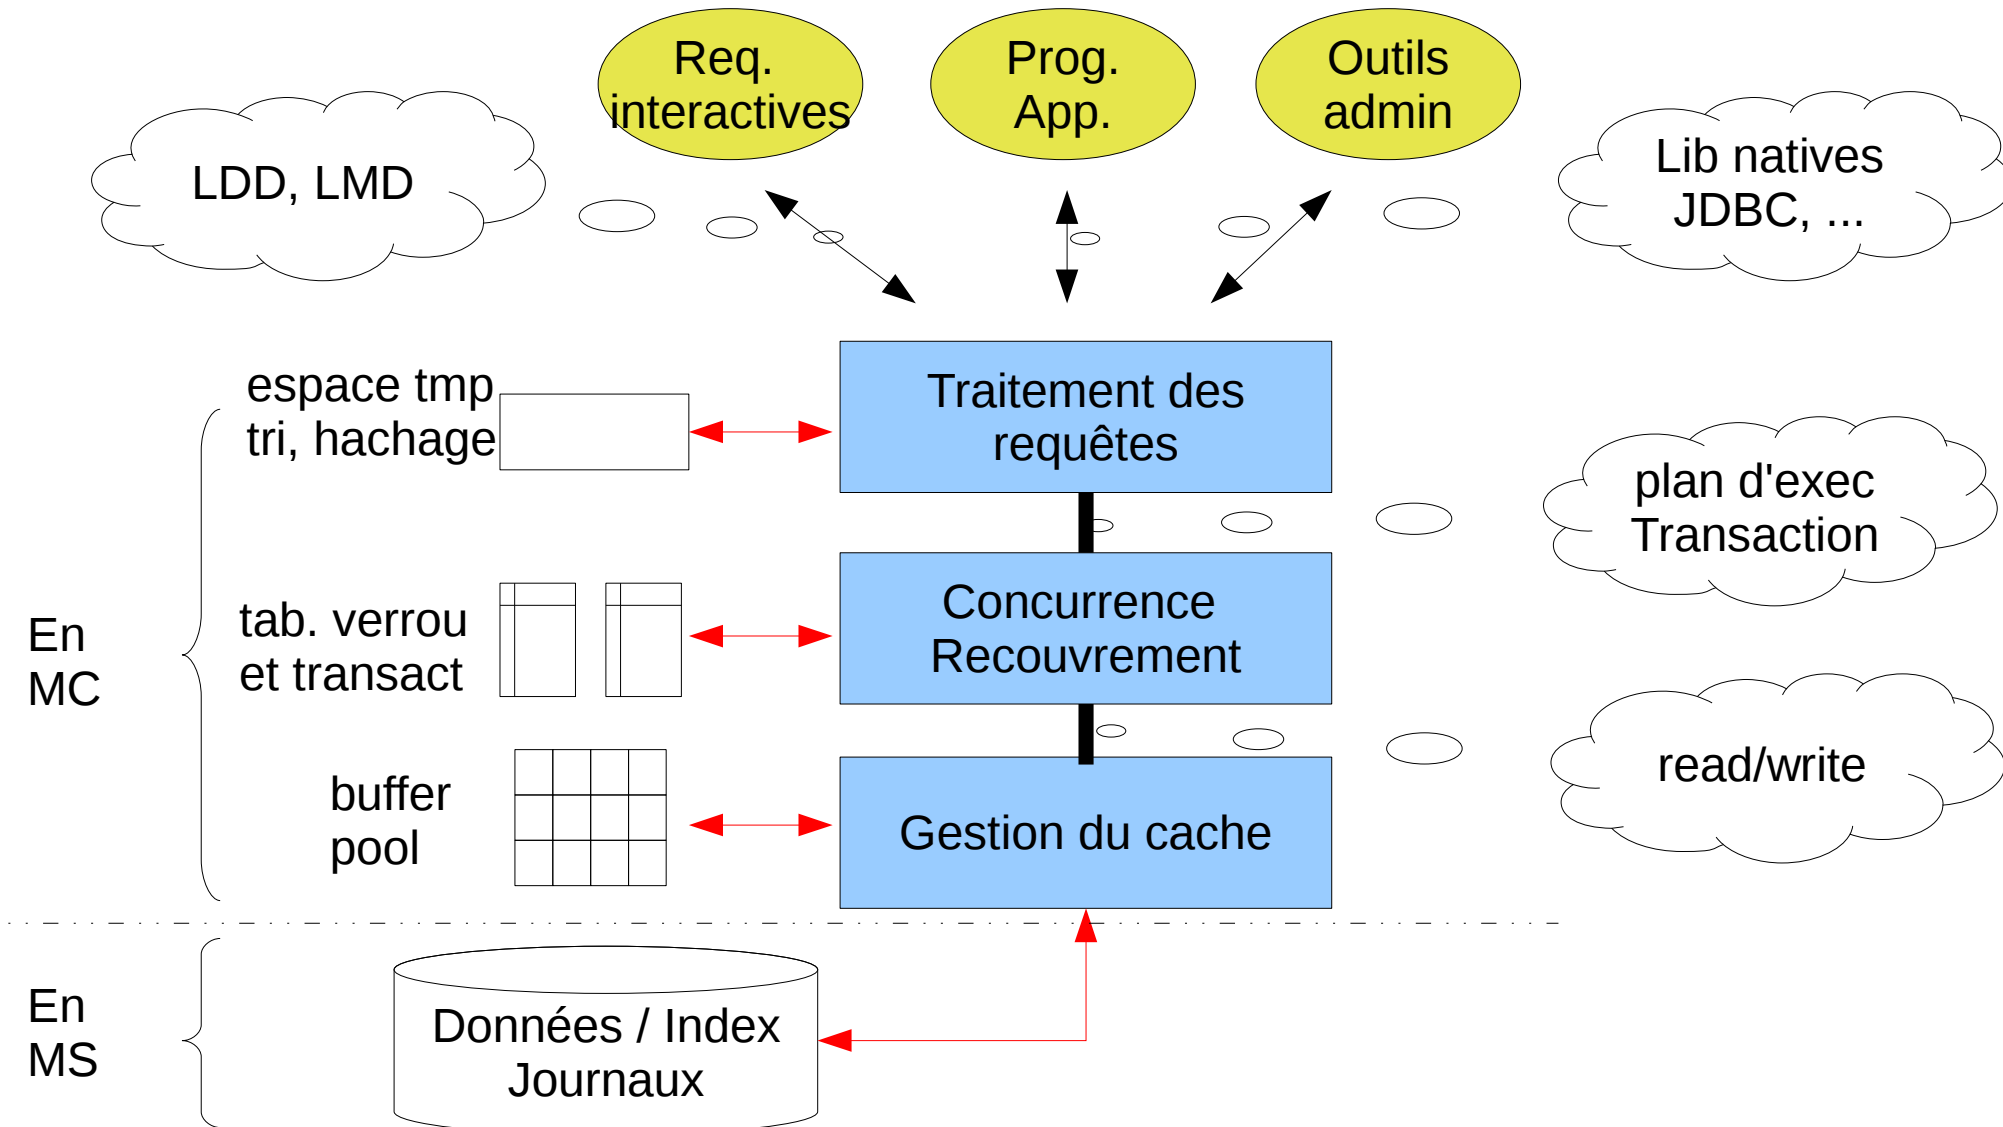 Req.
interactives
Prog.
App.
Outils
admin
LDD, LMD
Lib natives
JDBC, ...
espace tmp
tri, hachage
Traitement des
requêtes
plan d'exec
Transaction
En
MC
tab. verrou
et transact
Concurrence
Recouvrement
read/write
buffer
pool
Gestion du cache
En
MS
Données / Index
Journaux